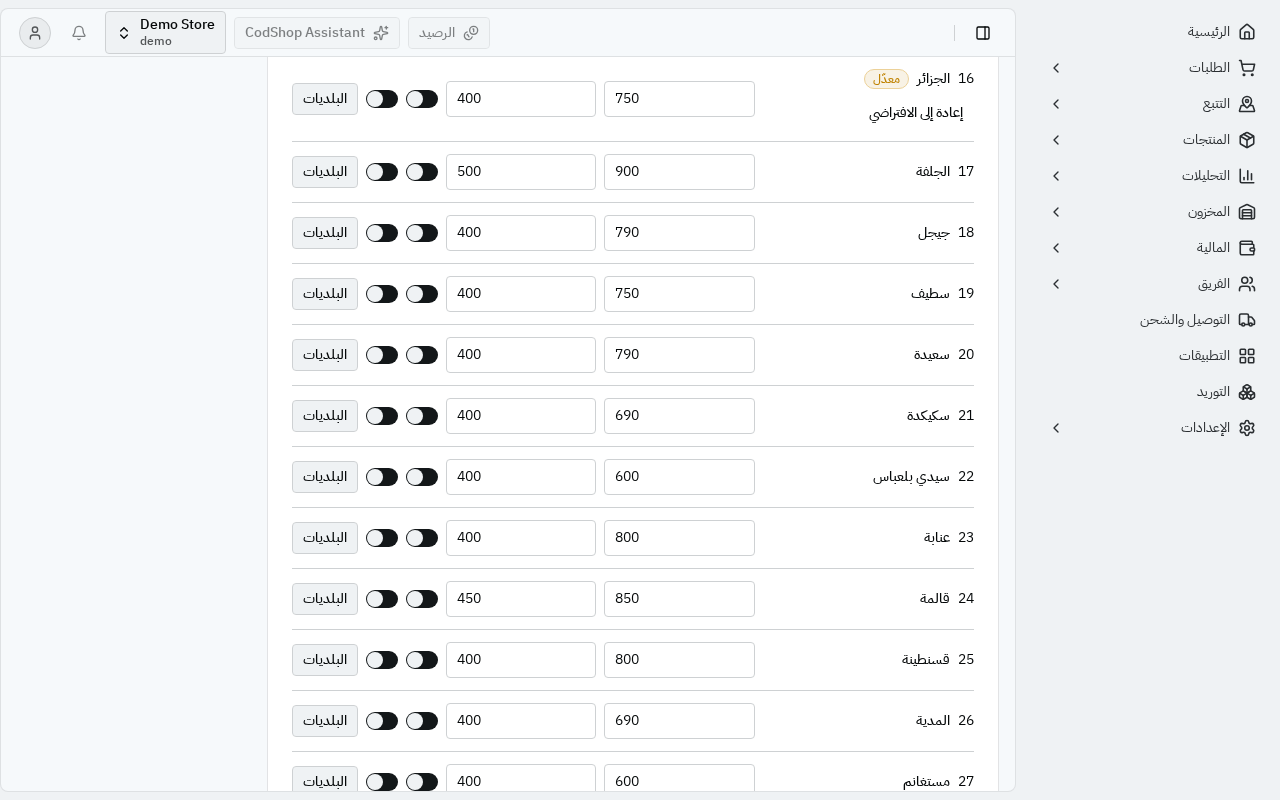 Demo Store
demo
CodShop Assistant
الرصيد
الرئيسية
الطلبات
التتبع
المنتجات
التحليلات
المخزون
المالية
الفريق
التوصيل والشحن
التطبيقات
التوريد
الإعدادات
16 الجزائر معدّل 750 400 البلديات
إعادة إلى الافتراضي
17 الجلفة 900 500 البلديات
18 جيجل 790 400 البلديات
19 سطيف 750 400 البلديات
20 سعيدة 790 400 البلديات
21 سكيكدة 690 400 البلديات
22 سيدي بلعباس 600 400 البلديات
23 عنابة 800 400 البلديات
24 قالمة 850 450 البلديات
25 قسنطينة 800 400 البلديات
26 المدية 690 400 البلديات
27 مستغانم 600 400 البلديات